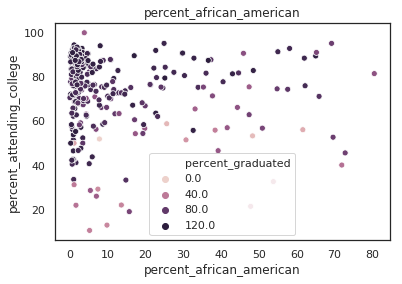 percent_african_american
percent_attending_college
100
80
60
40
20
percent_graduated
0.0
40.0
80.0
120.0
0 10 20 30 40 50 60 70 80
percent_african_american